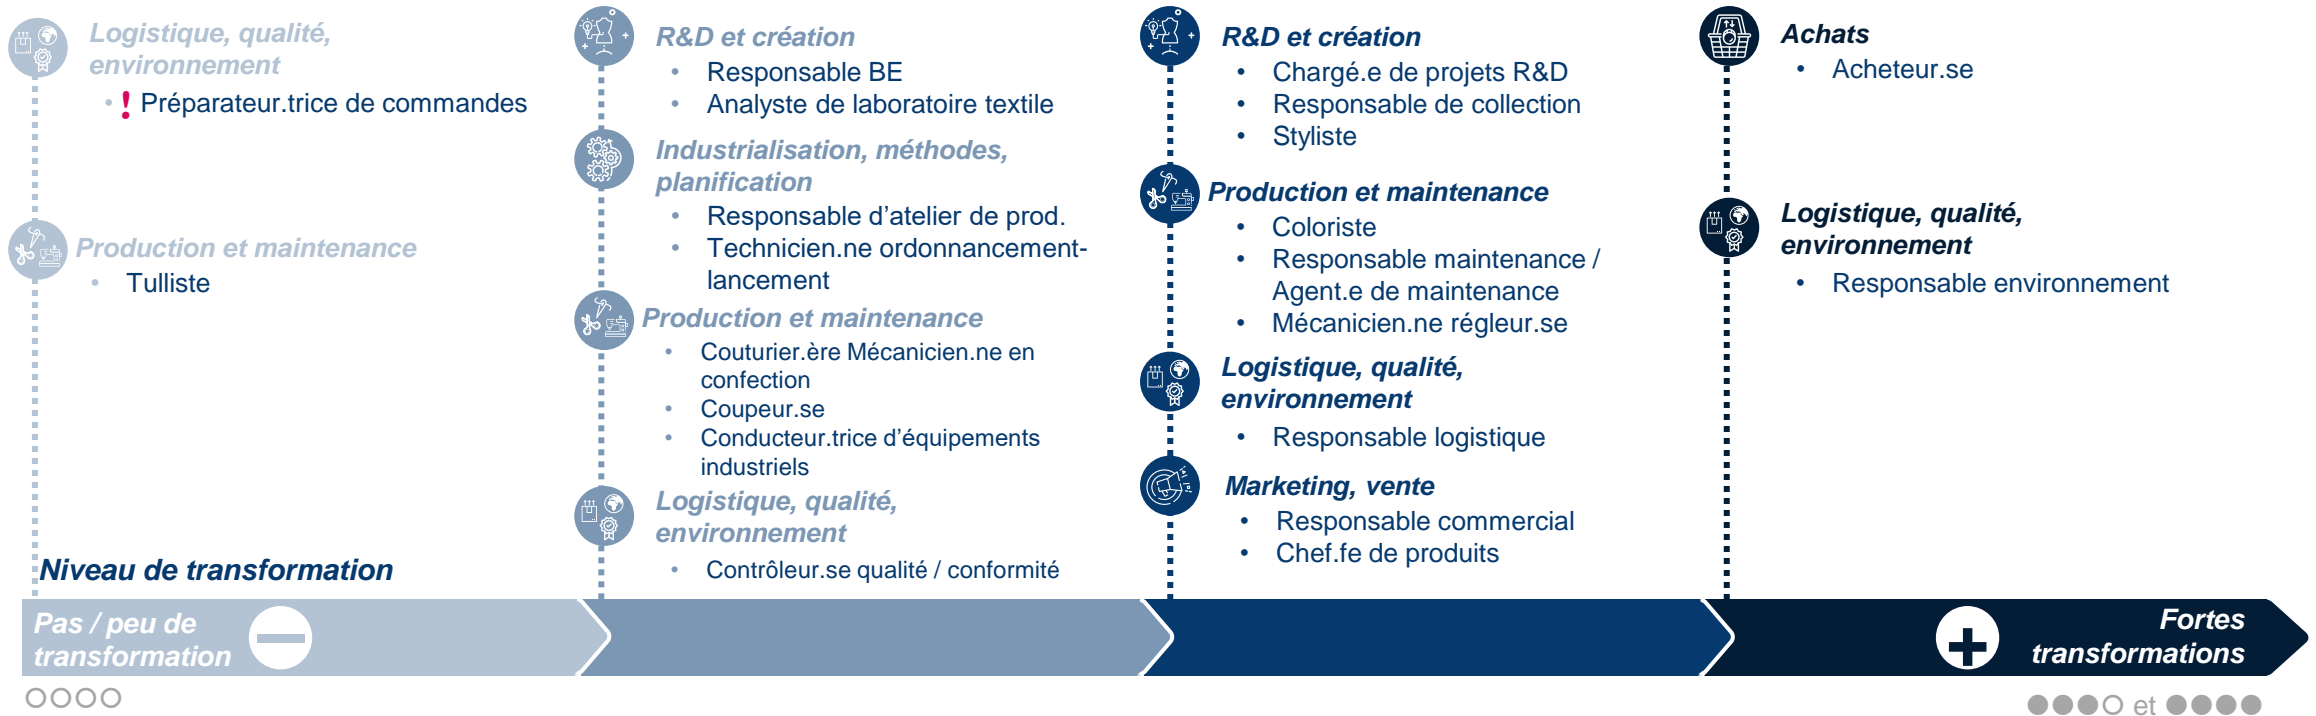 Logistique, qualité,
environnement
• ! Préparateur.trice de commandes
Production et maintenance
• Tulliste
R&D et création
• Responsable BE
• Analyste de laboratoire textile
Industrialisation, méthodes,
planification
• Responsable d’atelier de prod.
• Technicien.ne ordonnancement-
lancement
Production et maintenance
• Couturier.ère Mécanicien.ne en
confection
• Coupeur.se
• Conducteur.trice d'équipements
industriels
Logistique, qualité,
environnement
• Contrôleur.se qualité / conformité
R&D et création
• Chargé.e de projets R&D
• Responsable de collection
• Styliste
Production et maintenance
• Coloriste
• Responsable maintenance /
Agent.e de maintenance
• Mécanicien.ne régleur.se
Logistique, qualité,
environnement
• Responsable logistique
Marketing, vente
• Responsable commercial
• Chef.fe de produits
Achats
• Acheteur.se
Logistique, qualité,
environnement
• Responsable environnement
Niveau de transformation
Pas / peu de
transformation
Fortes
transformations
et